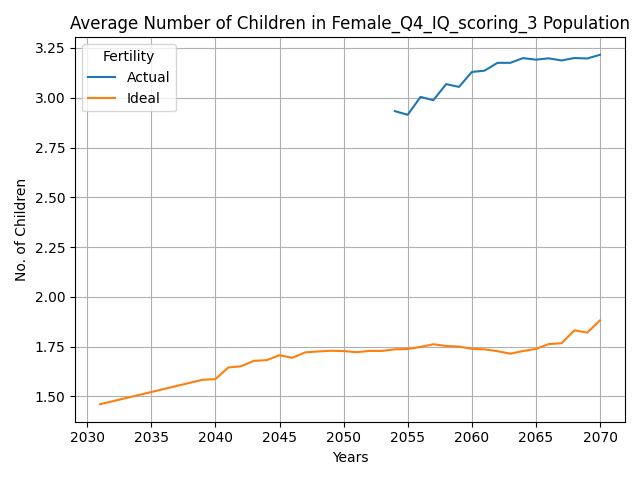 Average Number of Children in Female_Q4_IQ_scoring_3 Population
3.25
3.00
2.75
2.50
2.25
2.00
1.75
1.50
No. of Children
Fertility
Actual
Ideal
2030 2035 2040 2045 2050 2055 2060 2065 2070
Years